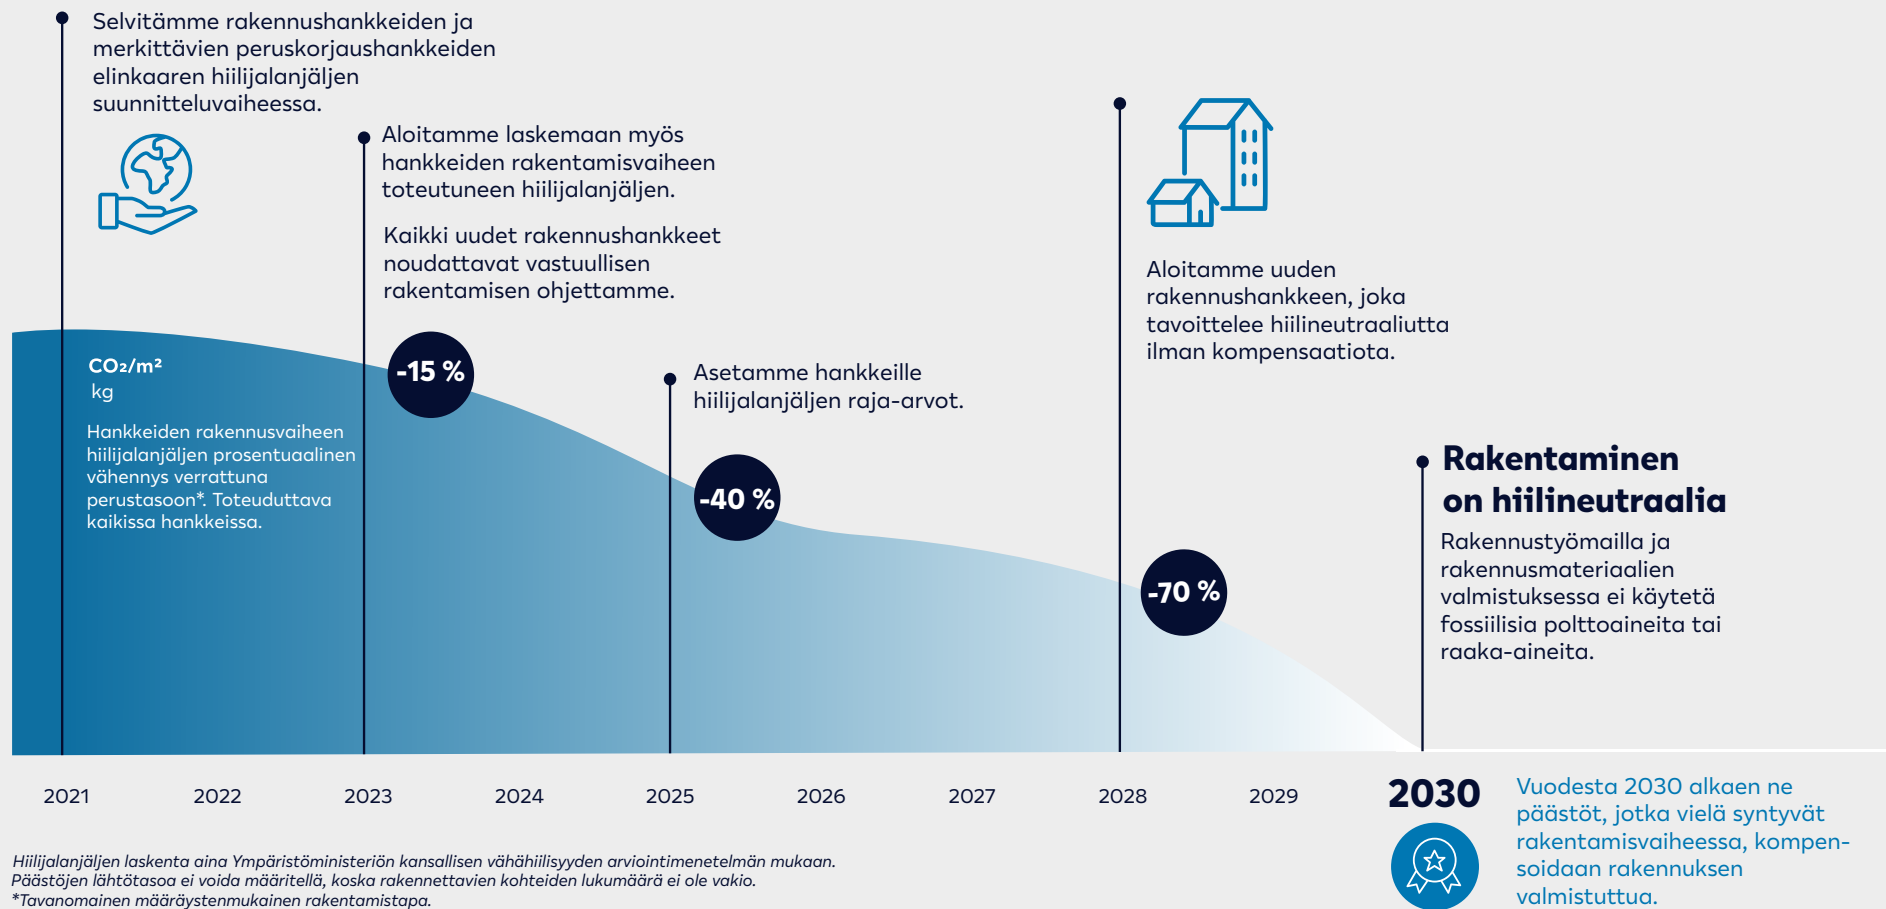 Selvitämme rakennushankkeiden ja
merkittävien peruskorjaushankkeiden
elinkaaren hiilijalanjäljen
suunnitteluvaiheessa.
Aloitamme laskemaan myös
hankkeiden rakentamisvaiheen
toteutuneen hiilijalanjäljen.
Kaikki uudet rakennushankkeet
noudattavat vastuullisen
rakentamisen ohjettamme.
Aloitamme uuden
rakennushankkeen, joka
tavoittelee hiilineutraaliutta
ilman kompensaatiota.
CO₂/m²
kg
Hankkeiden rakennusvaiheen
hiilijalanjäljen prosentuaalinen
vähennys verrattuna
perustasoon*. Toteuduttava
kaikissa hankkeissa.
-15 %
Asetamme hankkeille
hiilijalanjäljen raja-arvot.
-40 %
-70 %
Rakentaminen
on hiilineutraalia
Rakennustyömailla ja
rakennusmateriaalien
valmistuksessa ei käytetä
fossiilisia polttoaineita tai
raaka-aineita.
2021 2022 2023 2024 2025 2026 2027 2028 2029 2030
Vuodesta 2030 alkaen ne
päästöt, jotka vielä syntyvät
rakentamisvaiheessa, kompen-
soidaan rakennuksen
valmistuttua.
Hiilijalanjäljen laskenta aina Ympäristöministeriön kansallisen vähähiilisyyden arviointimenetelmän mukaan.
Päästöjen lähtötasoa ei voida määritellä, koska rakennettavien kohteiden lukumäärä ei ole vakio.
*Tavanomainen määräystenmukainen rakentamistapa.